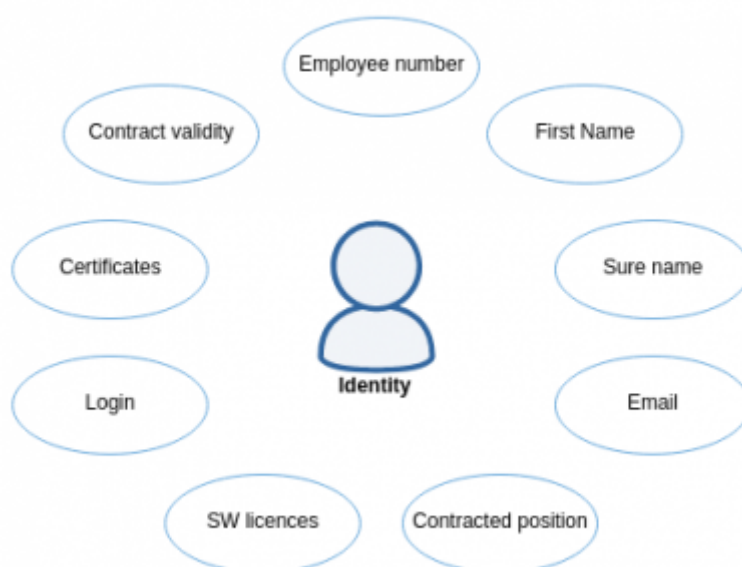 Employee number
Contract validity
First Name
Certificates
Sure name
Identity
Login
Email
SW licences
Contracted position